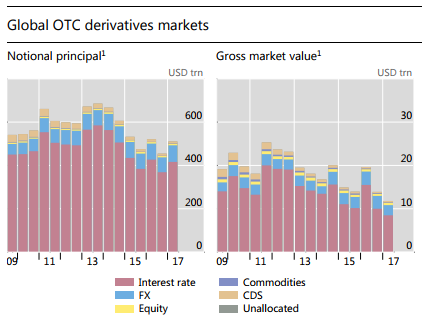 Global OTC derivatives markets
Notional principal¹
Gross market value¹
USD trn
USD trn
600
400
200
0
30
20
10
0
09 11 13 15 17
09 11 13 15 17
Interest rate
FX
Equity
Commodities
CDS
Unallocated